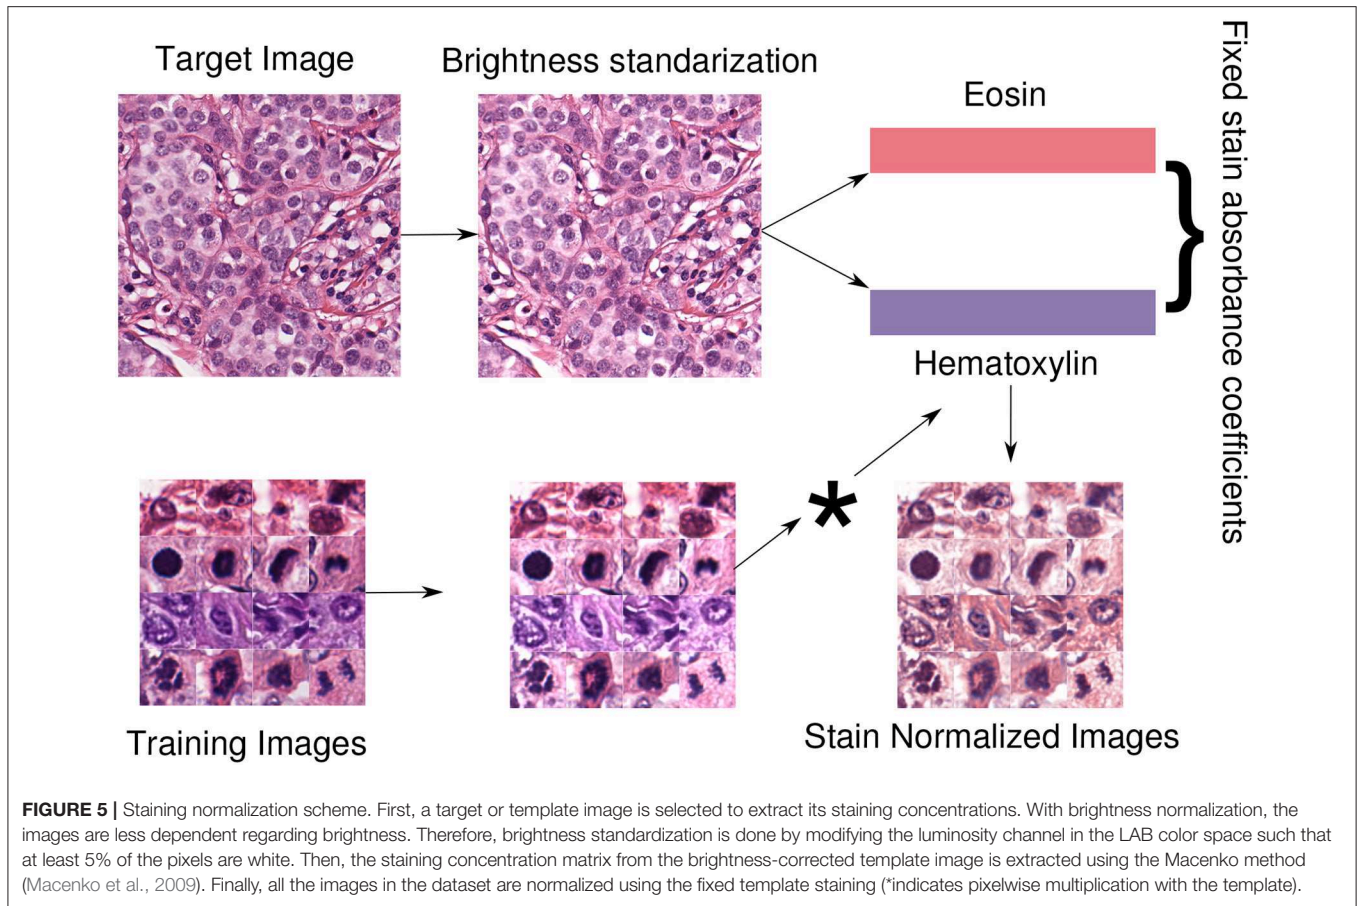 Target Image
Brightness standarization
Eosin
Fixed stain absorbance coefficients
Hematoxylin
*
Training Images
Stain Normalized Images
FIGURE 5 | Staining normalization scheme. First, a target or template image is selected to extract its staining concentrations. With brightness normalization, the
images are less dependent regarding brightness. Therefore, brightness standardization is done by modifying the luminosity channel in the LAB color space such that
at least 5% of the pixels are white. Then, the staining concentration matrix from the brightness-corrected template image is extracted using the Macenko method
(Macenko et al., 2009). Finally, all the images in the dataset are normalized using the fixed template staining (*indicates pixelwise multiplication with the template).